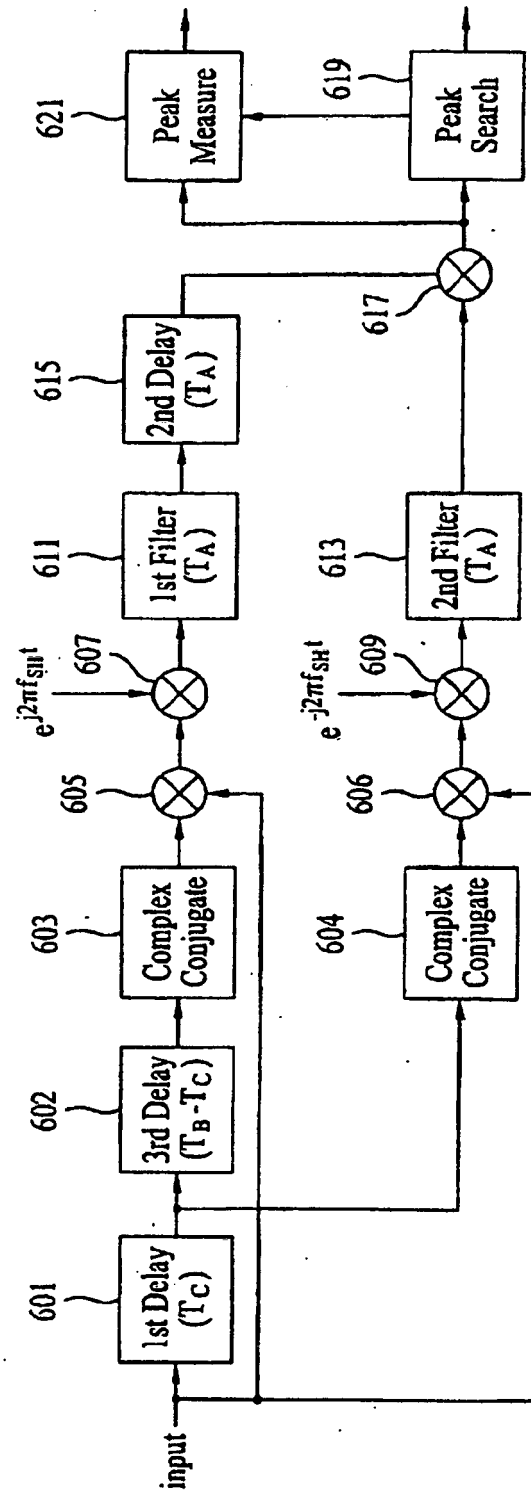 input
601
1st Delay
(TC)
602
3rd Delay
(TB-TC)
603
Complex
Conjugate
605
e^j2πfSHt
607
611
1st Filter
(TA)
615
2nd Delay
(TA)
621
Peak
Measure
604
Complex
Conjugate
606
e^-j2πfSHt
609
613
2nd Filter
(TA)
617
619
Peak
Search